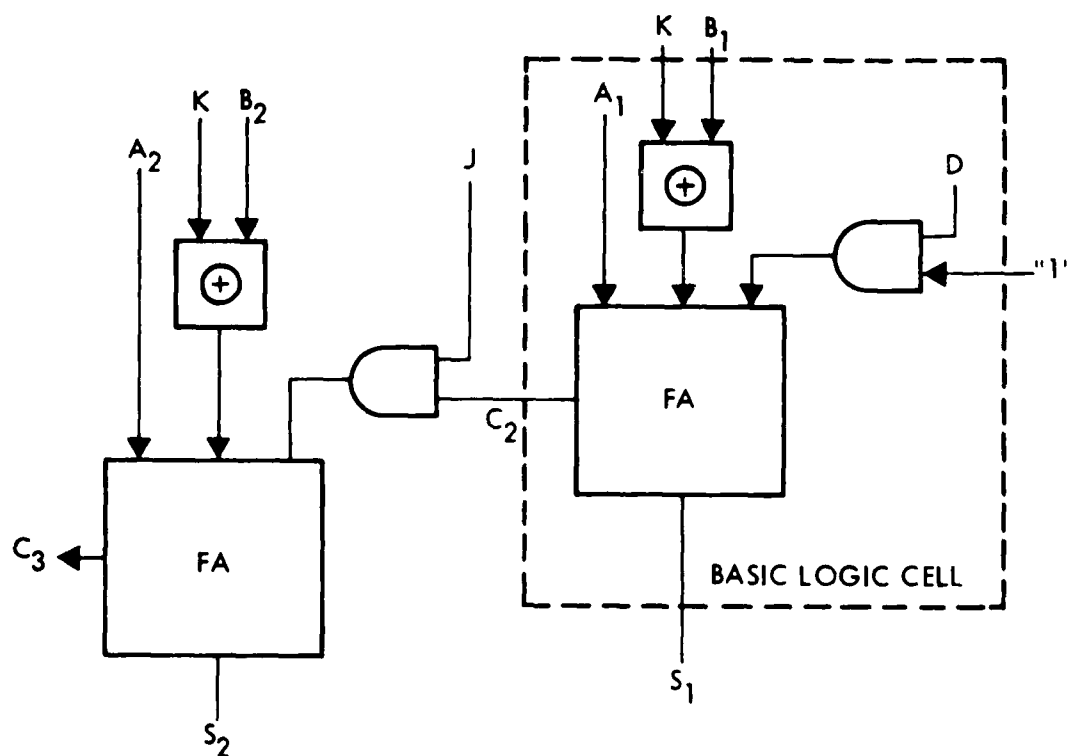 K B₁
A₁
K B₂
A₂
J
D
"1"
FA
C₂
FA
C₃
BASIC LOGIC CELL
S₁
S₂